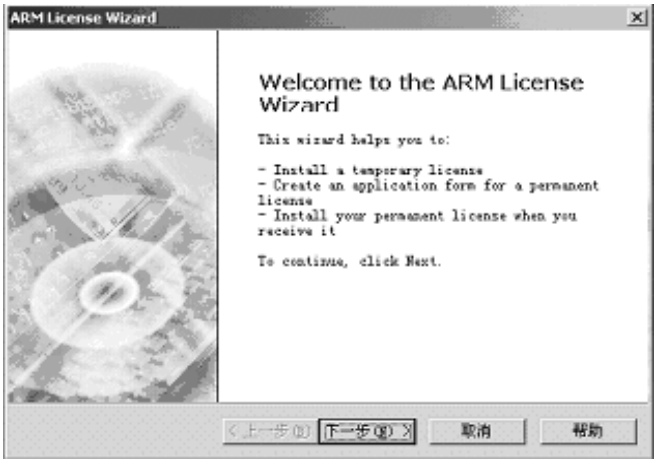 ARM License Wizard
Welcome to the ARM License
Wizard
This wizard helps you to:
- Install a temporary license
- Create an application form for a permanent
license
- Install your permanent license when you
receive it
To continue, click Next.
< 上一步(B) 下一步(N) > 取消 帮助